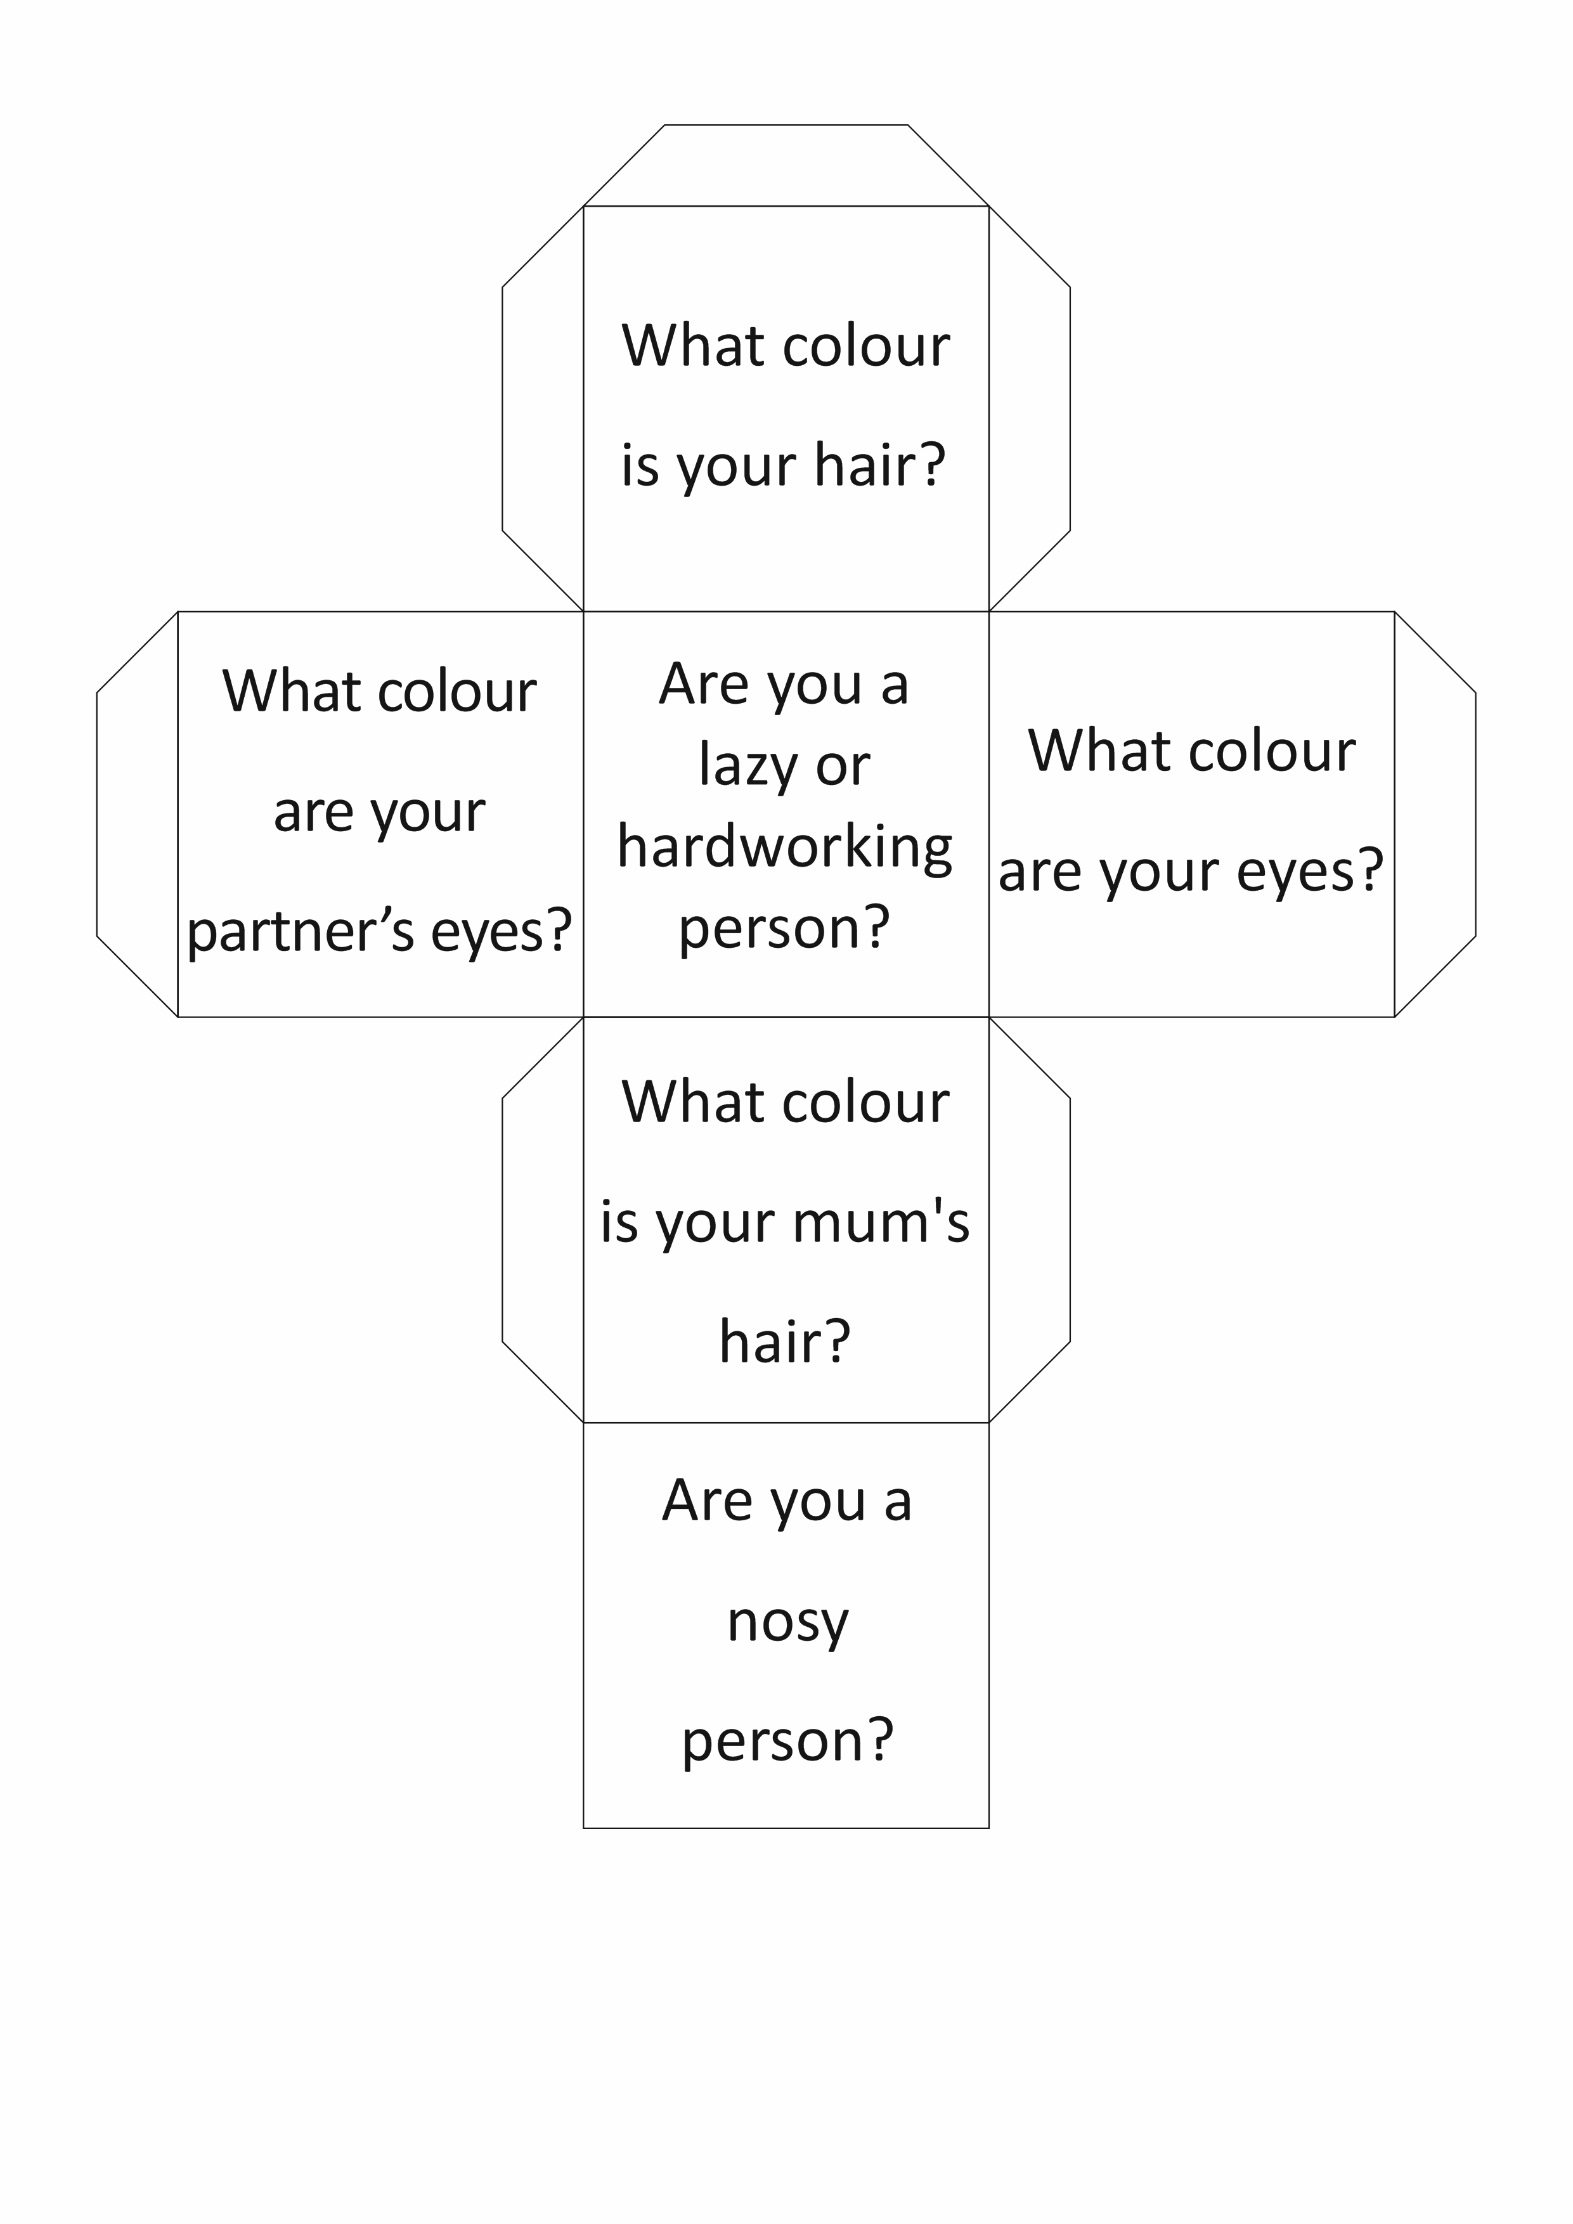 What colour
is your hair?
What colour
are your
partner’s eyes?
Are you a
lazy or
hardworking
person?
What colour
are your eyes?
What colour
is your mum's
hair?
Are you a
nosy
person?